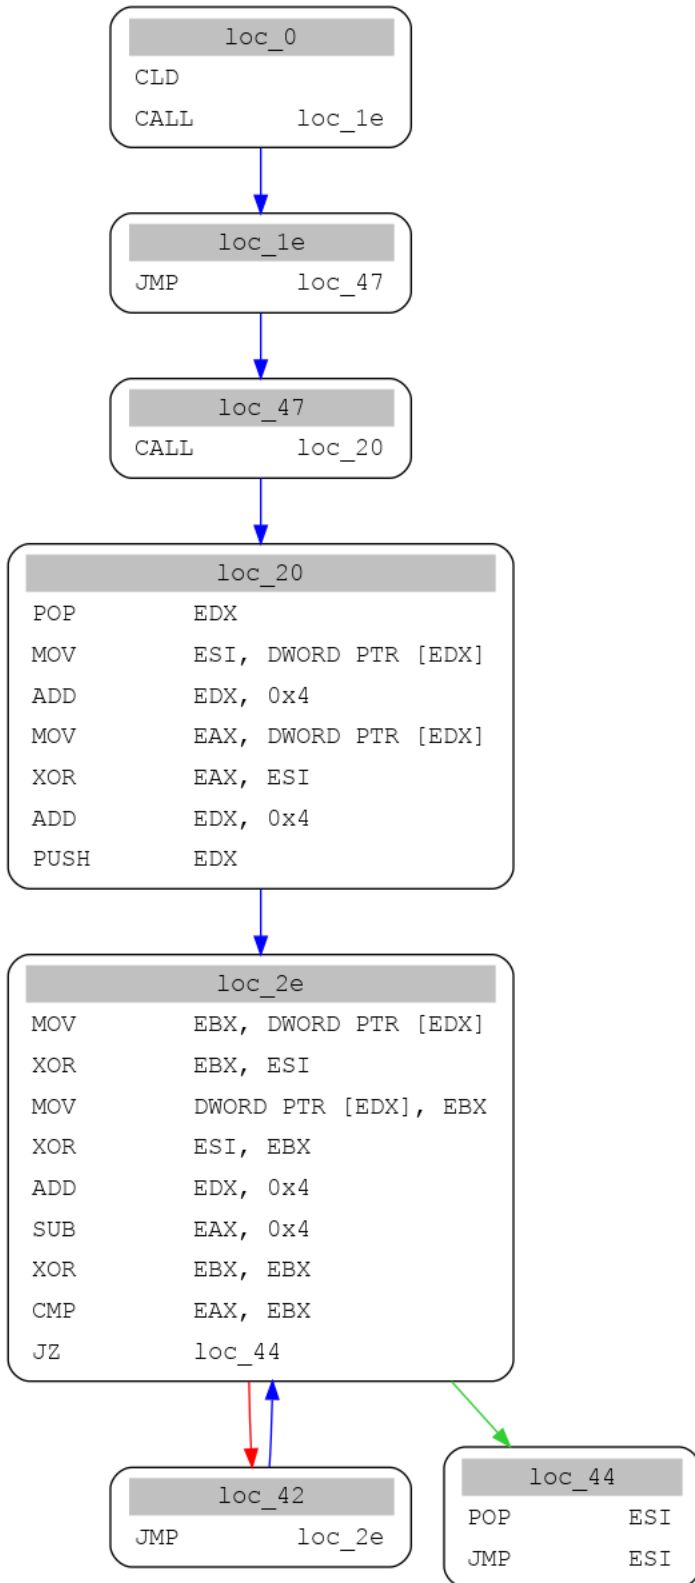 loc_0
CLD
CALL loc_1e
loc_1e
JMP loc_47
loc_47
CALL loc_20
loc_20
POP EDX
MOV ESI, DWORD PTR [EDX]
ADD EDX, 0x4
MOV EAX, DWORD PTR [EDX]
XOR EAX, ESI
ADD EDX, 0x4
PUSH EDX
loc_2e
MOV EBX, DWORD PTR [EDX]
XOR EBX, ESI
MOV DWORD PTR [EDX], EBX
XOR ESI, EBX
ADD EDX, 0x4
SUB EAX, 0x4
XOR EBX, EBX
CMP EAX, EBX
JZ loc_44
loc_42
JMP loc_2e
loc_44
POP ESI
JMP ESI